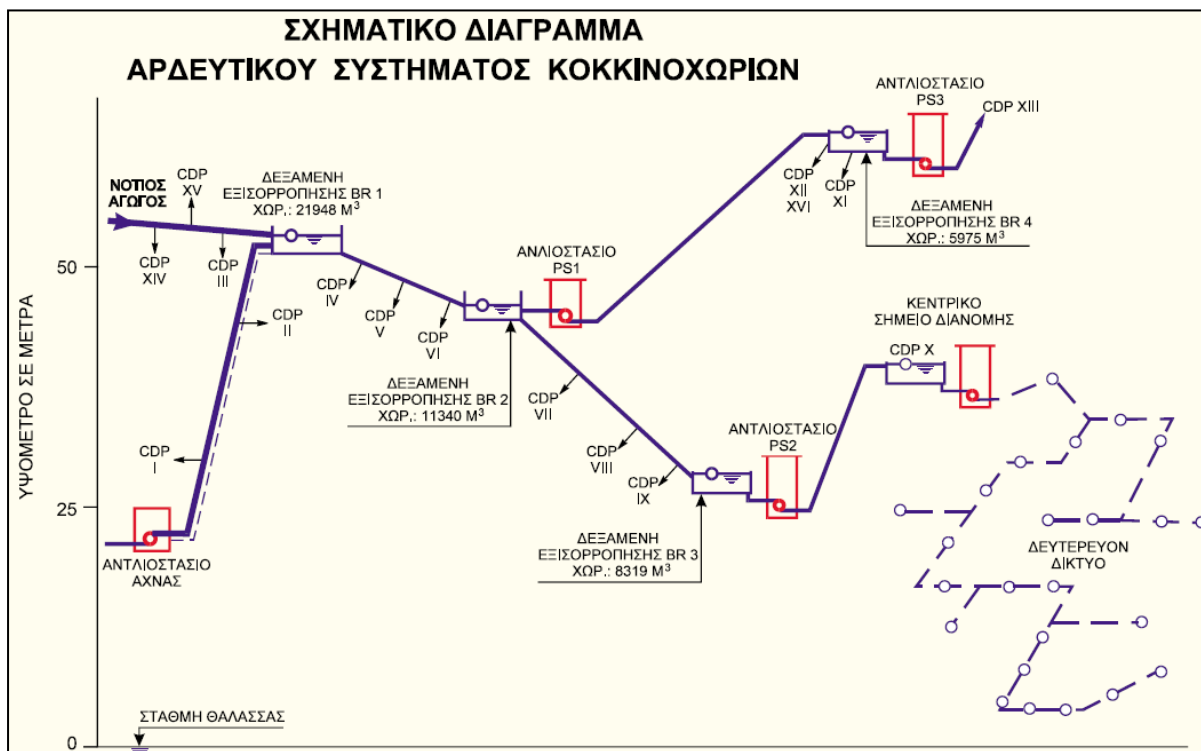 ΣΧΗΜΑΤΙΚΟ ΔΙΑΓΡΑΜΜΑ
ΑΡΔΕΥΤΙΚΟΥ ΣΥΣΤΗΜΑΤΟΣ ΚΟΚΚΙΝΟΧΩΡΙΩΝ
ΥΨΟΜΕΤΡΟ ΣΕ ΜΕΤΡΑ
50
25
0
ΝΟΤΙΟΣ
ΑΓΩΓΟΣ
CDP
XV
CDP
XIV
CDP
III
ΔΕΞΑΜΕΝΗ
ΕΞΙΣΟΡΡΟΠΗΣΗΣ BR 1
ΧΩΡ.: 21948 M³
CDP
II
CDP
I
ΑΝΤΛΙΟΣΤΑΣΙΟ
ΑΧΝΑΣ
CDP
IV
CDP
V
CDP
VI
ΔΕΞΑΜΕΝΗ
ΕΞΙΣΟΡΡΟΠΗΣΗΣ BR 2
ΧΩΡ.: 11340 M³
ΑΝΛΙΟΣΤΑΣΙΟ
PS1
CDP
VII
CDP
VIII
CDP
IX
ΔΕΞΑΜΕΝΗ
ΕΞΙΣΟΡΡΟΠΗΣΗΣ BR 3
ΧΩΡ.: 8319 M³
ΑΝΤΛΙΟΣΤΑΣΙΟ
PS2
CDP
XII
XVI
CDP
XI
ΑΝΤΛΙΟΣΤΑΣΙΟ
PS3
CDP XIII
ΔΕΞΑΜΕΝΗ
ΕΞΙΣΟΡΡΟΠΗΣΗΣ BR 4
ΧΩΡ.: 5975 M³
ΚΕΝΤΡΙΚΟ
ΣΗΜΕΙΟ ΔΙΑΝΟΜΗΣ
CDP X
ΔΕΥΤΕΡΕΥΟΝ
ΔΙΚΤΥΟ
ΣΤΑΘΜΗ ΘΑΛΑΣΣΑΣ